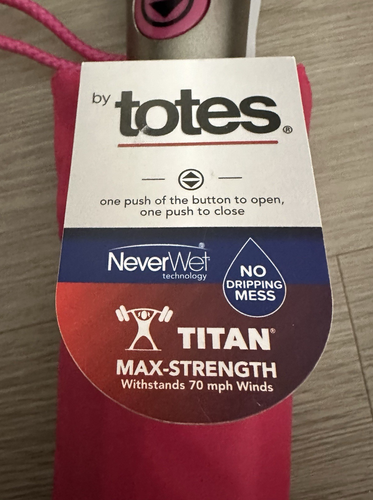 by totes®
one push of the button to open,
one push to close
NeverWet®
technology
NO
DRIPPING
MESS
TITAN®
MAX-STRENGTH
Withstands 70 mph Winds